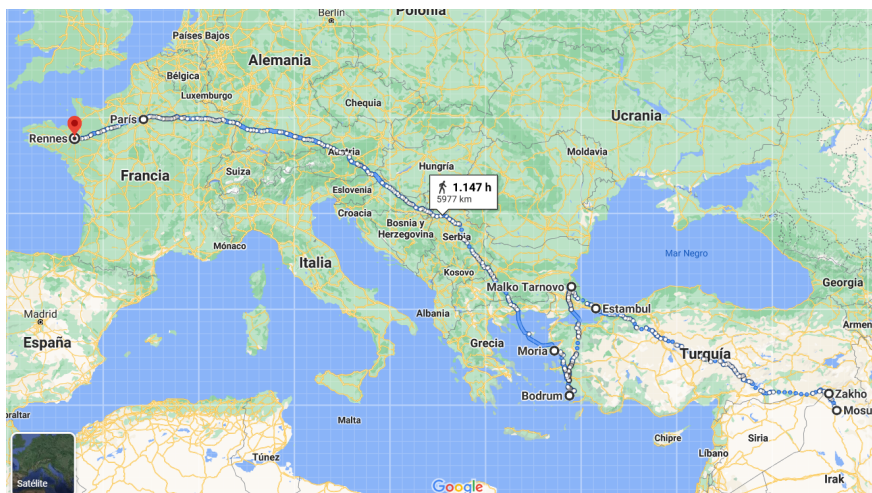 Berlín
Polonia
Países Bajos
Alemania
Bélgica
Luxemburgo
Chequia
París
Ucrania
Rennes
Austria
Moldavia
Francia
Suiza
Hungría
1.147 h
5977 km
Eslovenia
Croacia
Bosnia y
Herzegovina
Serbia
Mónaco
Italia
Kosovo
Mar Negro
Malko Tarnovo
Georgia
Madrid
Albania
Estambul
Armen
España
Grecia
Moria
Turquía
Bodrum
Zakho
Mosu
ibraltar
Malta
Chipre
Siria
Túnez
Líbano
Satélite
Google
Irak